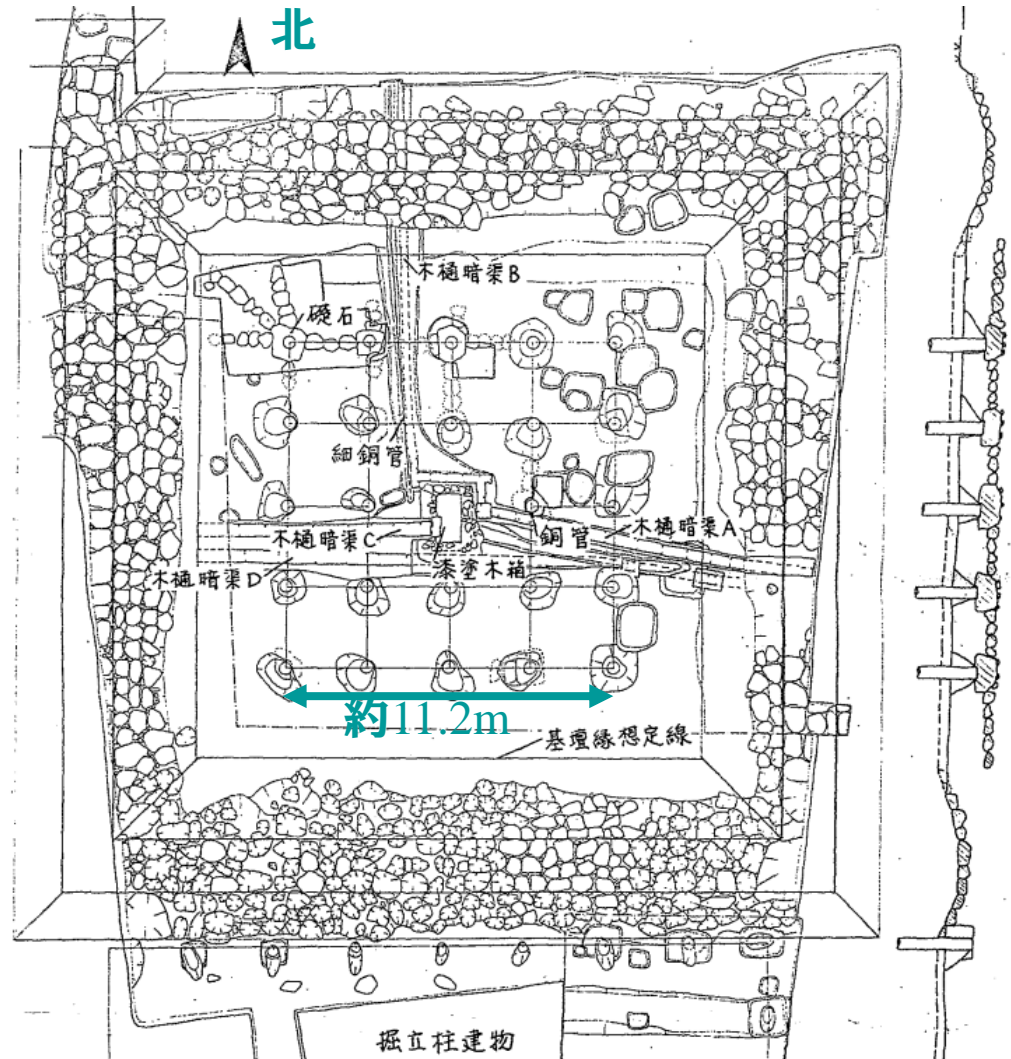 北
木樋暗渠B
礎石
細銅管
木樋暗渠C
銅管
木樋暗渠A
木樋暗渠D
漆塗木箱
約11.2m
基壇縁想定線
掘立柱建物